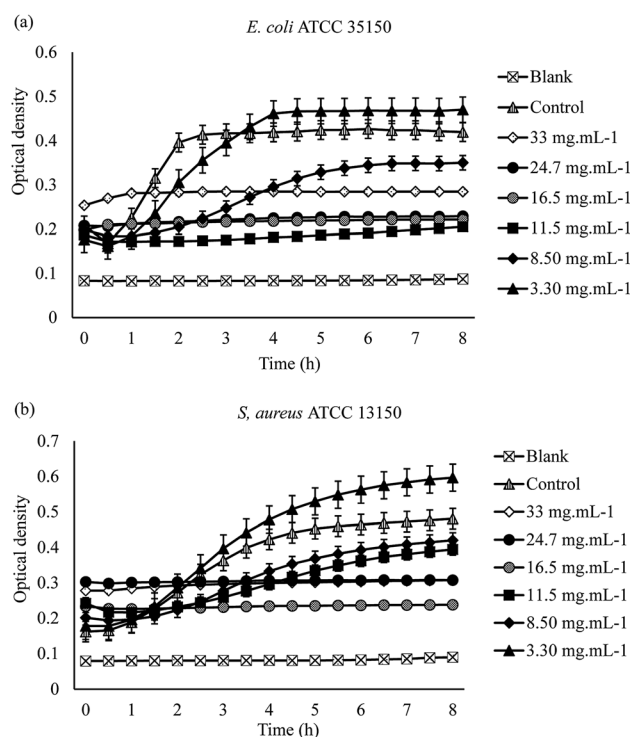 (a)
E. coli ATCC 35150
Optical density
0.6
0.5
0.4
0.3
0.2
0.1
0
0 1 2 3 4 5 6 7 8
Time (h)
Blank
Control
33 mg.mL-1
24.7 mg.mL-1
16.5 mg.mL-1
11.5 mg.mL-1
8.50 mg.mL-1
3.30 mg.mL-1
(b)
S, aureus ATCC 13150
Optical density
0.7
0.6
0.5
0.4
0.3
0.2
0.1
0
0 1 2 3 4 5 6 7 8
Time (h)
Blank
Control
33 mg.mL-1
24.7 mg.mL-1
16.5 mg.mL-1
11.5 mg.mL-1
8.50 mg.mL-1
3.30 mg.mL-1